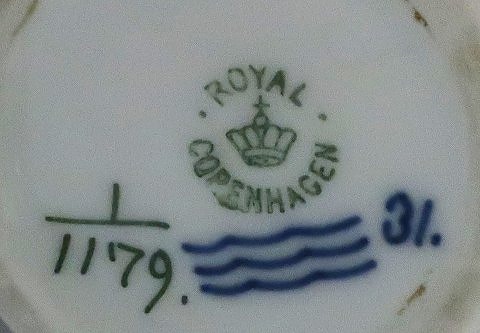 ROYAL
COPENHAGEN
1
1179.
31.